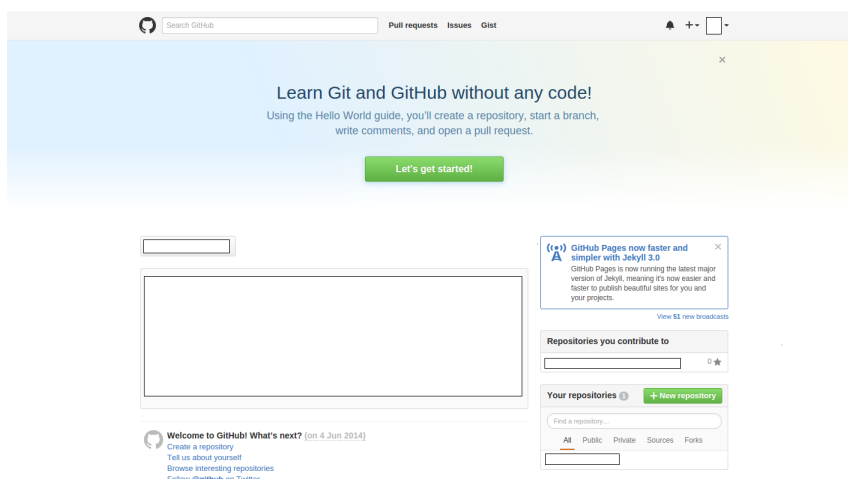 Search GitHub
Pull requests Issues Gist
Learn Git and GitHub without any code!
Using the Hello World guide, you'll create a repository, start a branch,
write comments, and open a pull request.
Let's get started!
GitHub Pages now faster and
simpler with Jekyll 3.0
GitHub Pages is now running the latest major
version of Jekyll, meaning it's now easier and
faster to publish beautiful sites for you and
your projects.
View 51 new broadcasts
Repositories you contribute to
0
Your repositories 1
New repository
Find a repository...
All Public Private Sources Forks
Welcome to GitHub! What's next? (on 4 Jun 2014)
Create a repository
Tell us about yourself
Browse interesting repositories
Follow @github on Twitter